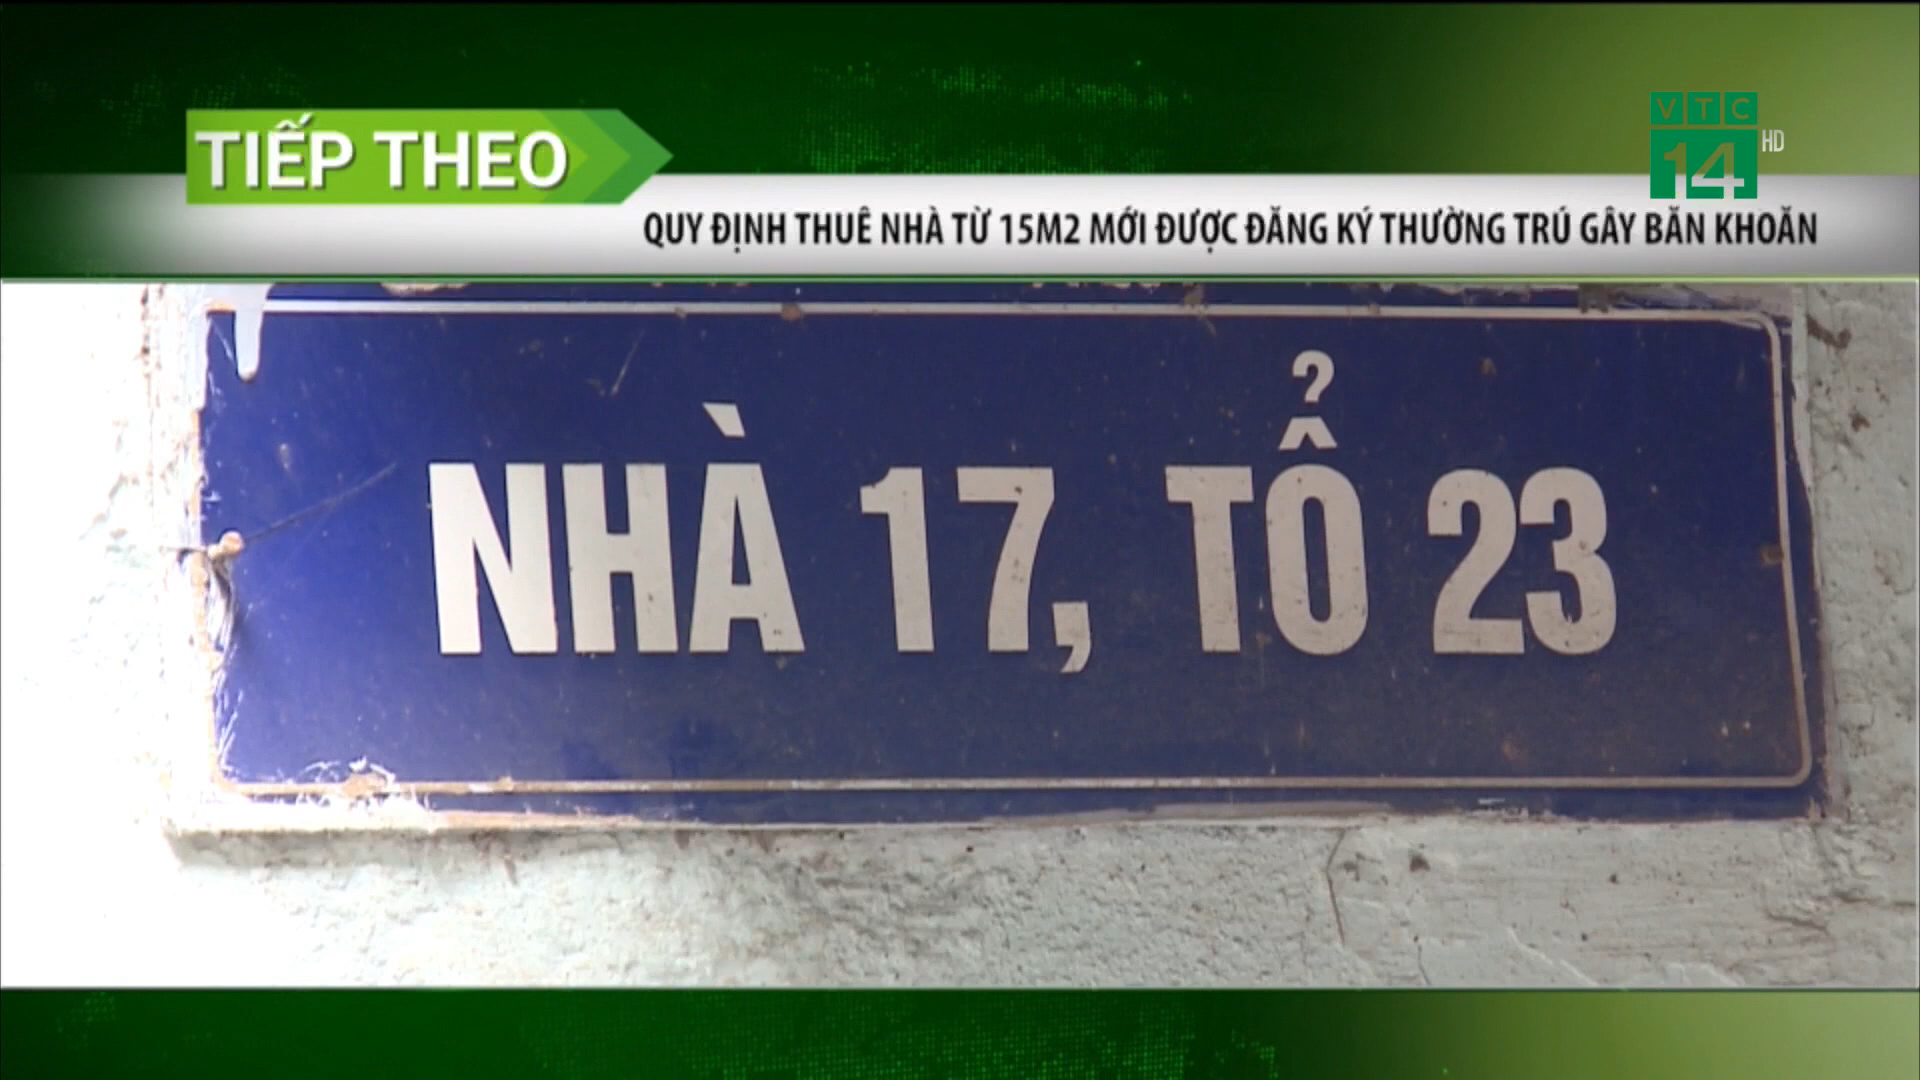 VTC
14 HD
TIẾP THEO
QUY ĐỊNH THUÊ NHÀ TỪ 15M2 MỚI ĐƯỢC ĐĂNG KÝ THƯỜNG TRÚ GÂY BĂN KHOĂN
NHÀ 17, TỔ 23